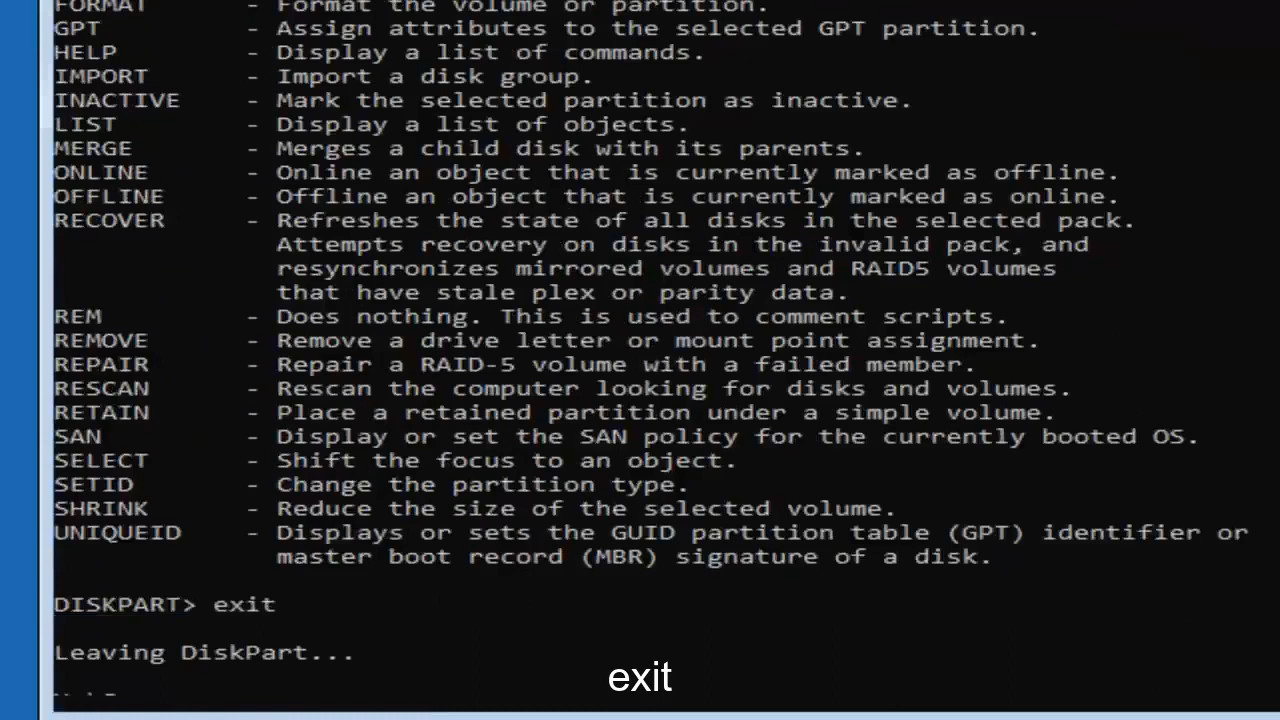 FORMAT - Format the volume or partition.
GPT - Assign attributes to the selected GPT partition.
HELP - Display a list of commands.
IMPORT - Import a disk group.
INACTIVE - Mark the selected partition as inactive.
LIST - Display a list of objects.
MERGE - Merges a child disk with its parents.
ONLINE - Online an object that is currently marked as offline.
OFFLINE - Offline an object that is currently marked as online.
RECOVER - Refreshes the state of all disks in the selected pack.
Attempts recovery on disks in the invalid pack, and
resynchronizes mirrored volumes and RAID5 volumes
that have stale plex or parity data.
REM - Does nothing. This is used to comment scripts.
REMOVE - Remove a drive letter or mount point assignment.
REPAIR - Repair a RAID-5 volume with a failed member.
RESCAN - Rescan the computer looking for disks and volumes.
RETAIN - Place a retained partition under a simple volume.
SAN - Display or set the SAN policy for the currently booted OS.
SELECT - Shift the focus to an object.
SETID - Change the partition type.
SHRINK - Reduce the size of the selected volume.
UNIQUEID - Displays or sets the GUID partition table (GPT) identifier or
master boot record (MBR) signature of a disk.
DISKPART> exit
Leaving DiskPart...
exit